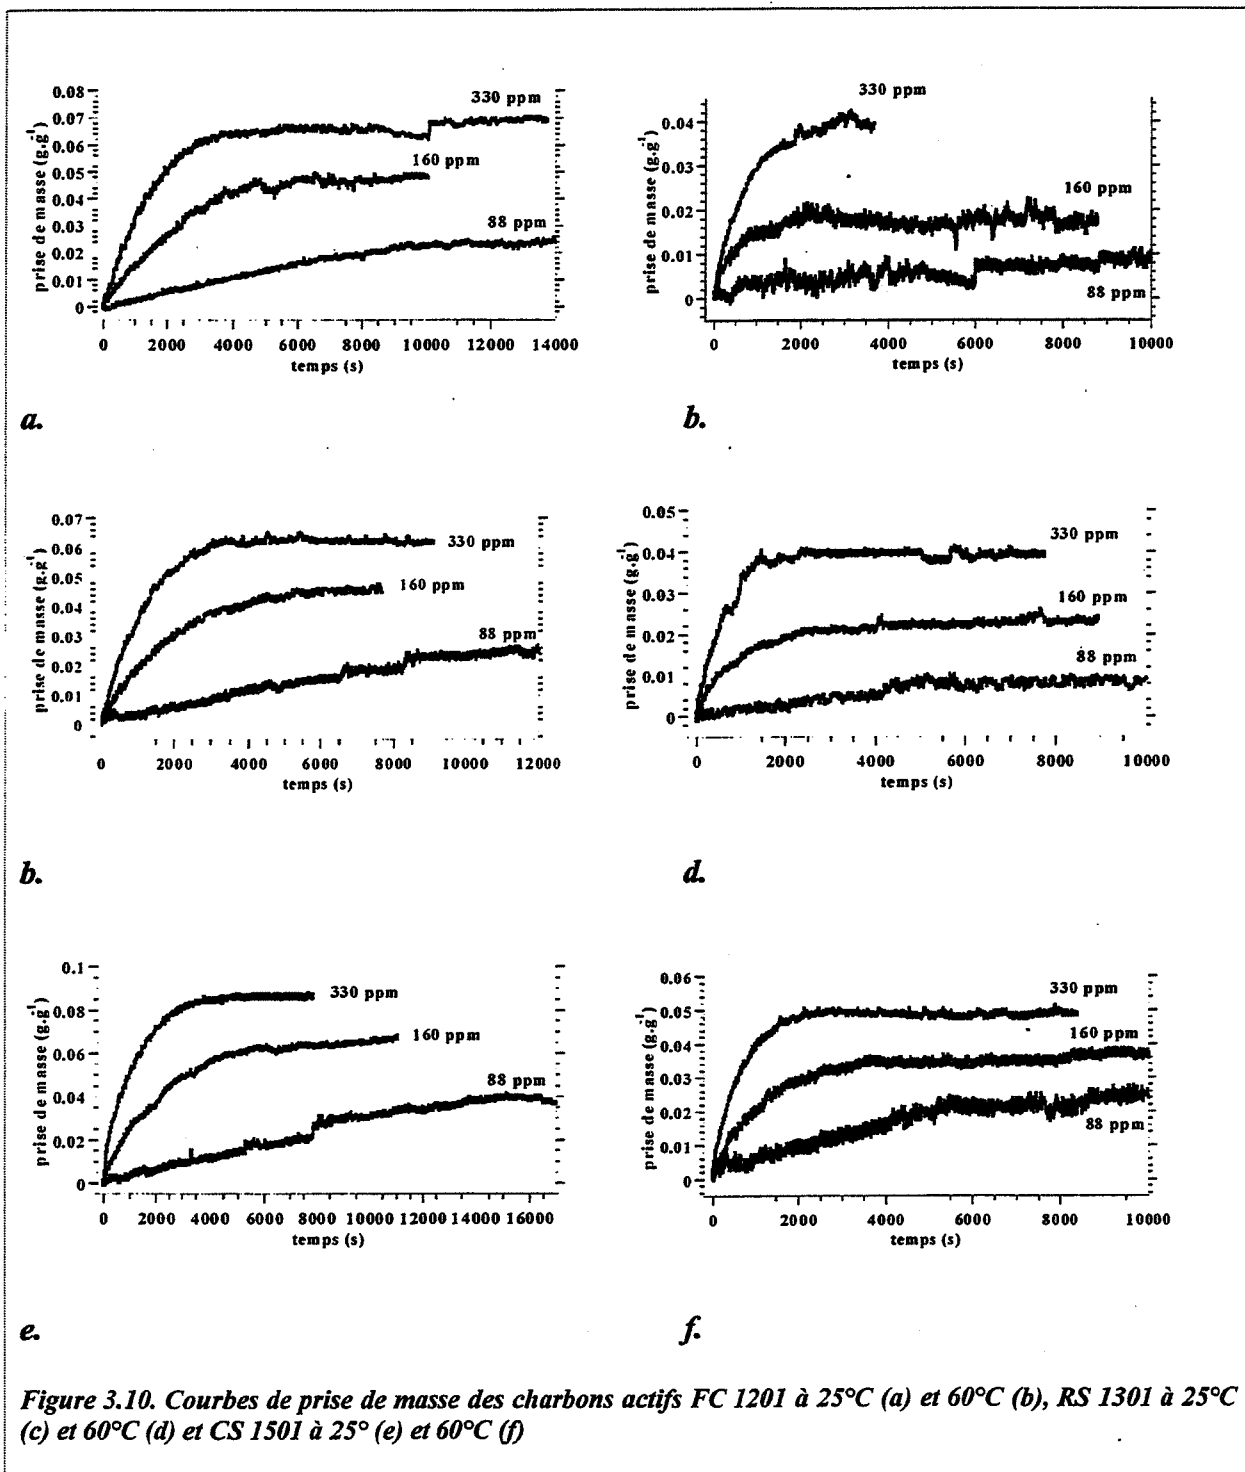 0.08
0.07
0.06
0.05
0.04
0.03
0.02
0.01
0
prise de masse (g.g⁻¹)
330 ppm
160 ppm
88 ppm
0 2000 4000 6000 8000 10000 12000 14000
temps (s)
a.
0.04
0.03
0.02
0.01
0
prise de masse (g.g⁻¹)
330 ppm
160 ppm
88 ppm
0 2000 4000 6000 8000 10000
temps (s)
b.
0.07
0.06
0.05
0.04
0.03
0.02
0.01
0
prise de masse (g.g⁻¹)
330 ppm
160 ppm
88 ppm
0 2000 4000 6000 8000 10000 12000
temps (s)
b.
0.05
0.04
0.03
0.02
0.01
0
prise de masse (g.g⁻¹)
330 ppm
160 ppm
88 ppm
0 2000 4000 6000 8000 10000
temps (s)
d.
0.1
0.08
0.06
0.04
0.02
0
prise de masse (g.g⁻¹)
330 ppm
160 ppm
88 ppm
0 2000 4000 6000 8000 10000 12000 14000 16000
temps (s)
e.
0.06
0.05
0.04
0.03
0.02
0.01
0
prise de masse (g.g⁻¹)
330 ppm
160 ppm
88 ppm
0 2000 4000 6000 8000 10000
temps (s)
f.
Figure 3.10. Courbes de prise de masse des charbons actifs FC 1201 à 25°C (a) et 60°C (b), RS 1301 à 25°C
(c) et 60°C (d) et CS 1501 à 25° (e) et 60°C (f)